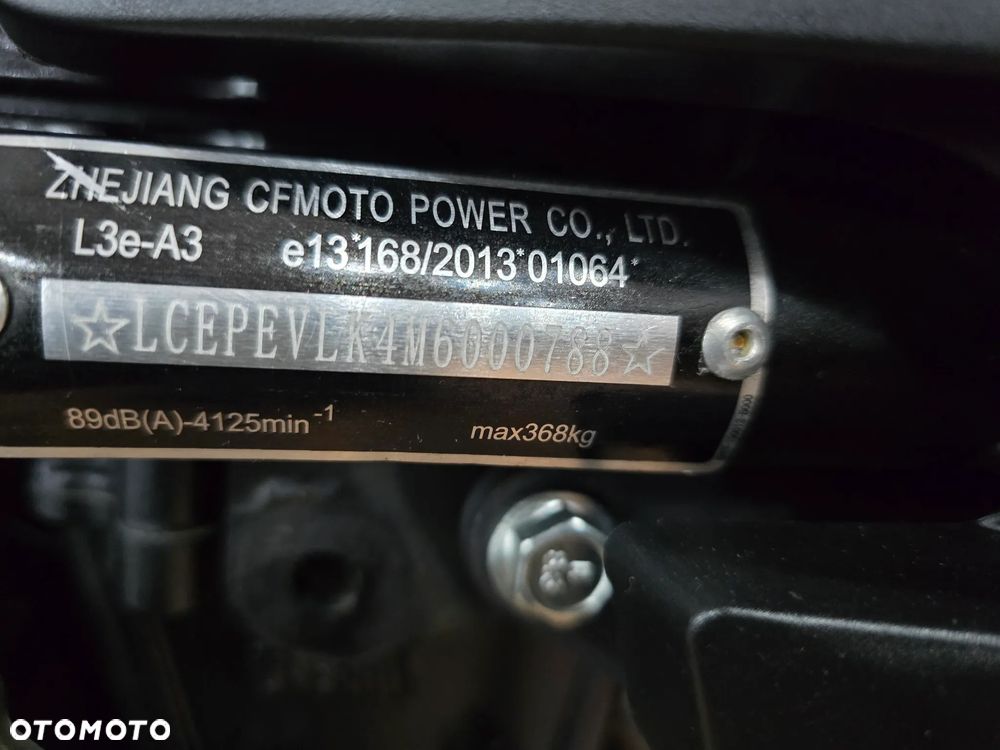 ZHEJIANG CFMOTO POWER CO., LTD.
L3e-A3 e13*168/2013*01064*
☆LCEPEVLK4M6000788☆
89dB(A)-4125min⁻¹ max368kg
OTOMOTO